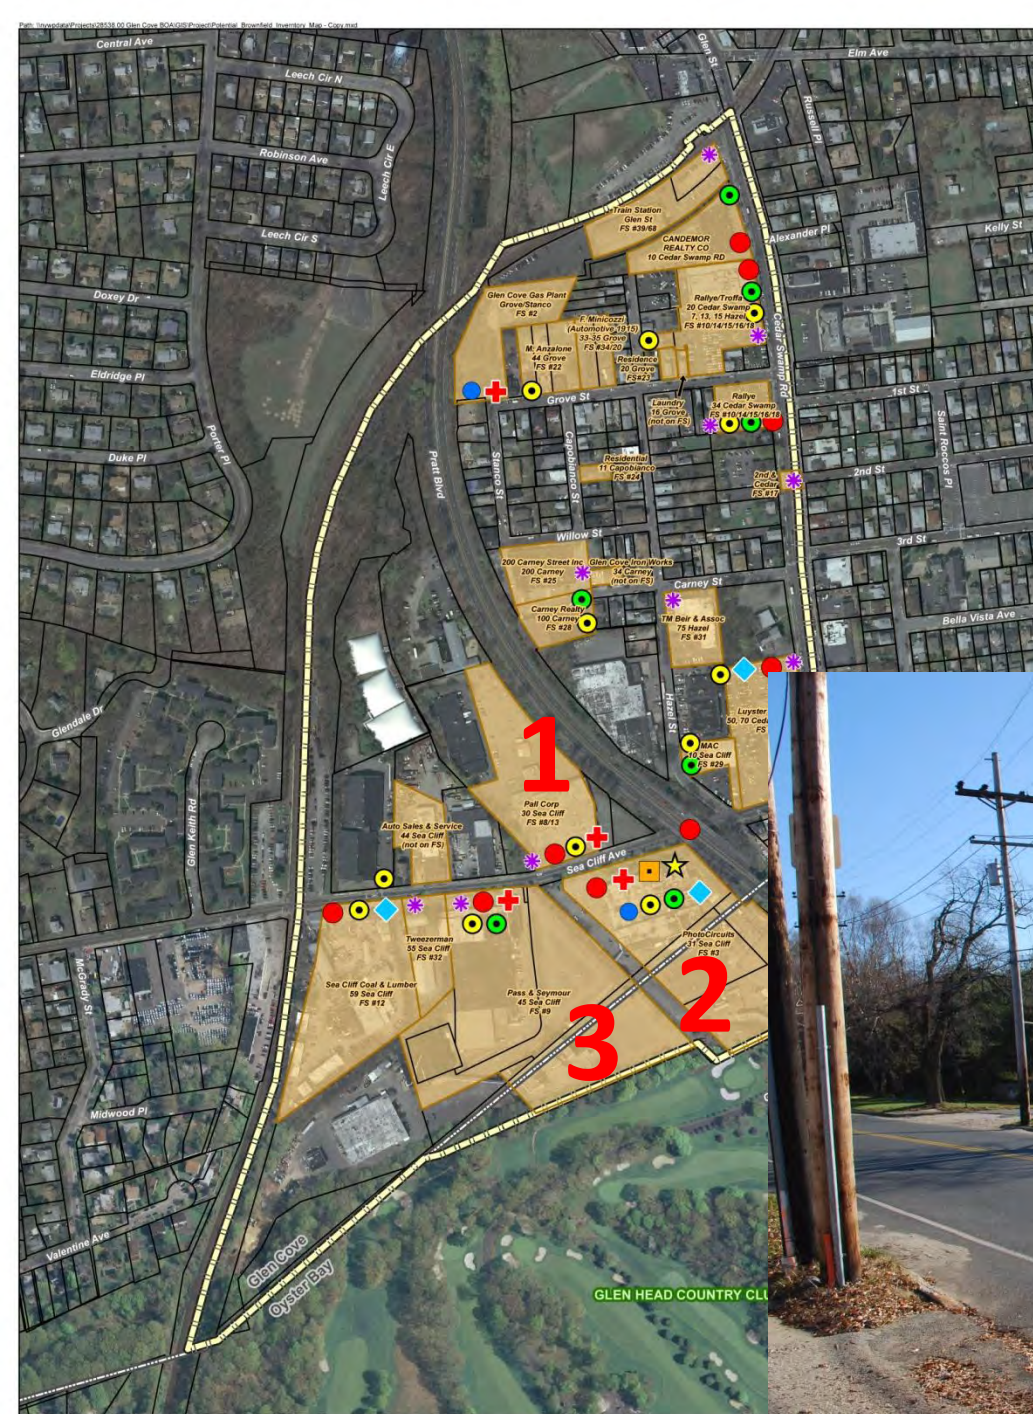 Path: \\nywpdata\Projects\28538.00 Glen Cove BOA\GIS\Project\Potential_Brownfield_Inventory_Map - Copy.mxd
Central Ave
Glen St
Elm Ave
Leech Cir N
Russell Pl
Robinson Ave
Leech Cir E
Train Station
Glen St
FS #39/68
Kelly St
Leech Cir S
Alexander Pl
CANDEMOR
REALTY CO
10 Cedar Swamp RD
Doxey Dr
Glen Cove Gas Plant
Grove/Stanco
FS #2
Rallye/Troffa
20 Cedar Swamp
7, 13, 15 Hazel
FS #10/14/15/16/18
F. Minicozzi
(Automotive 1915)
33-35 Grove
FS #34/20
M. Anzalone
44 Grove
FS #22
Residence
20 Grove
FS#23
Cedar Swamp Rd
Eldridge Pl
Grove St
1st St
Laundry
16 Grove
(not on FS)
Rallye
34 Cedar Swamp
FS #10/14/15/16/18
Porter Pl
Saint Roccos Pl
Duke Pl
Pratt Blvd
Stanco St
Capobianco St
Residential
11 Capobianco
FS #24
2nd &
Cedar
FS #17
2nd St
Willow St
3rd St
200 Carney Street Inc
200 Carney
FS #25
Glen Cove Iron Works
34 Carney
(not on FS)
Carney St
Carney Realty
100 Carney
FS #28
TM Beir & Assoc
75 Hazel
FS #31
Bella Vista Ave
Glendale Dr
Hazel St
Luyster
50, 70 Ced
FS
1
MAC
10 Sea Cliff
FS #29
Glen Keith Rd
Pall Corp
30 Sea Cliff
FS #8/13
Auto Sales & Service
44 Sea Cliff
(not on FS)
Sea Cliff Ave
Tweezerman
55 Sea Cliff
FS #32
PhotoCircuits
31 Sea Cliff
FS #3
2
McGrady St
Sea Cliff Coal & Lumber
59 Sea Cliff
FS #12
Pass & Seymour
45 Sea Cliff
FS #9
3
Midwood Pl
Valentine Ave
Glen Cove
Oyster Bay
GLEN HEAD COUNTRY CLU